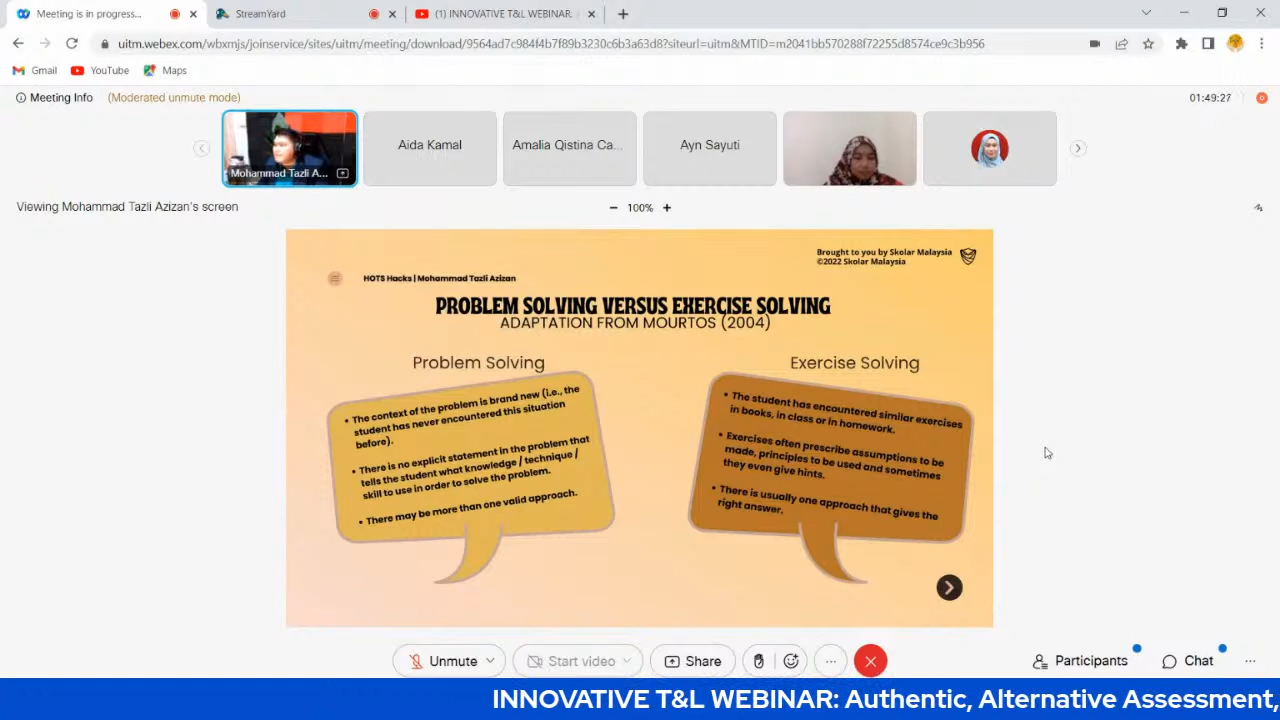 Meeting is in progress...
StreamYard
(1) INNOVATIVE T&L WEBINAR:
uitm.webex.com/wbxmjs/joinservice/sites/uitm/meeting/download/9564ad7c984f4b7f89b3230c6b3a63d8?siteurl=uitm&MTID=m2041bb570288f72255d8574ce9c3b956
Gmail
YouTube
Maps
Meeting Info
(Moderated unmute mode)
01:49:27
Mohammad Tazli A...
Aida Kamal
Amalia Qistina Ca...
Ayn Sayuti
Viewing Mohammad Tazli Azizan's screen
− 100% +
Brought to you by Skolar Malaysia
©2022 Skolar Malaysia
HOTS Hacks | Mohammad Tazli Azizan
PROBLEM SOLVING VERSUS EXERCISE SOLVING
ADAPTATION FROM MOURTOS (2004)
Problem Solving
• The context of the problem is brand new (i.e., the
student has never encountered this situation
before).
• There is no explicit statement in the problem that
tells the student what knowledge / technique /
skill to use in order to solve the problem.
• There may be more than one valid approach.
Exercise Solving
• The student has encountered similar exercises
in books, in class or in homework.
• Exercises often prescribe assumptions to be
made, principles to be used and sometimes
they even give hints.
• There is usually one approach that gives the
right answer.
Unmute
Start video
Share
Participants
Chat
INNOVATIVE T&L WEBINAR: Authentic, Alternative Assessment,